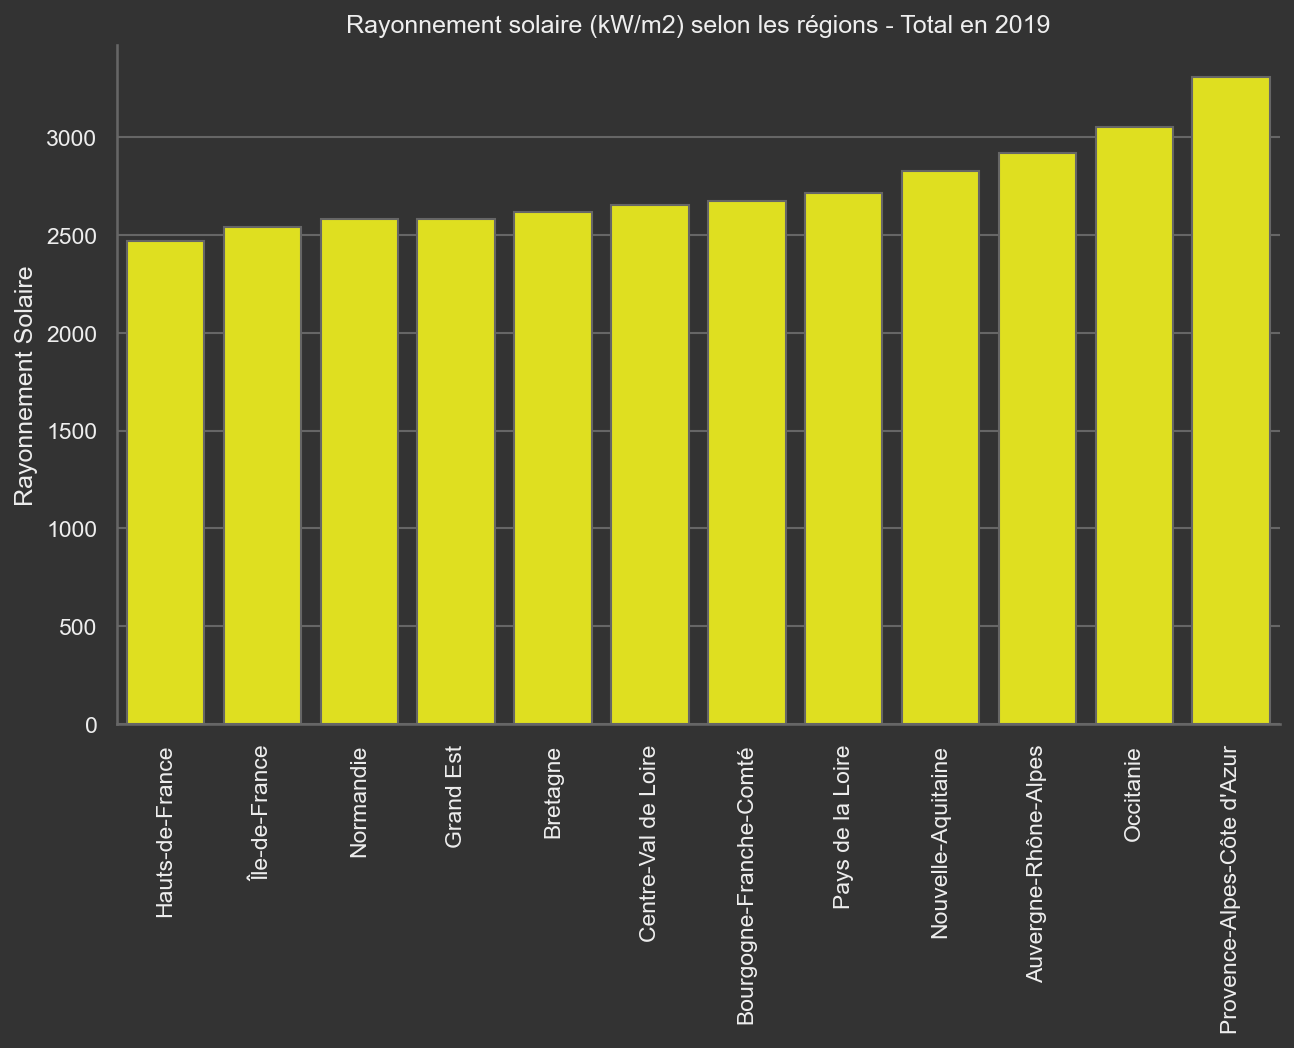 Rayonnement solaire (kW/m2) selon les régions - Total en 2019
Rayonnement Solaire
3000
2500
2000
1500
1000
500
0
Hauts-de-France
Île-de-France
Normandie
Grand Est
Bretagne
Centre-Val de Loire
Bourgogne-Franche-Comté
Pays de la Loire
Nouvelle-Aquitaine
Auvergne-Rhône-Alpes
Occitanie
Provence-Alpes-Côte d'Azur